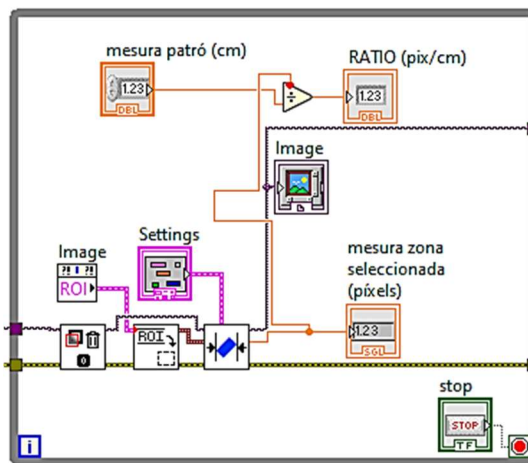 mesura patró (cm)
1.23
DBL
RATIO (pix/cm)
1.23
DBL
Image
Image
ROI
Settings
mesura zona
seleccionada
(píxels)
1.23
SGL
0
ROI
stop
STOP
TF
i